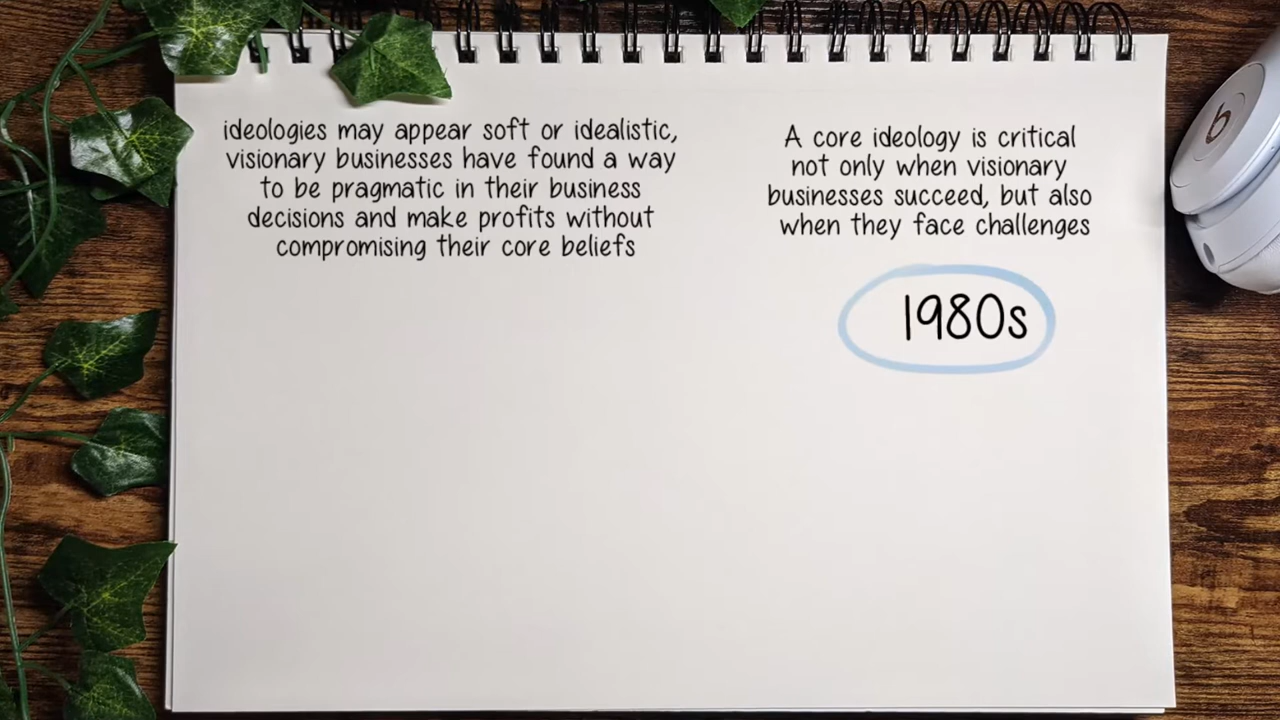 ideologies may appear soft or idealistic,
visionary businesses have found a way
to be pragmatic in their business
decisions and make profits without
compromising their core beliefs
A core ideology is critical
not only when visionary
businesses succeed, but also
when they face challenges
1980s
b